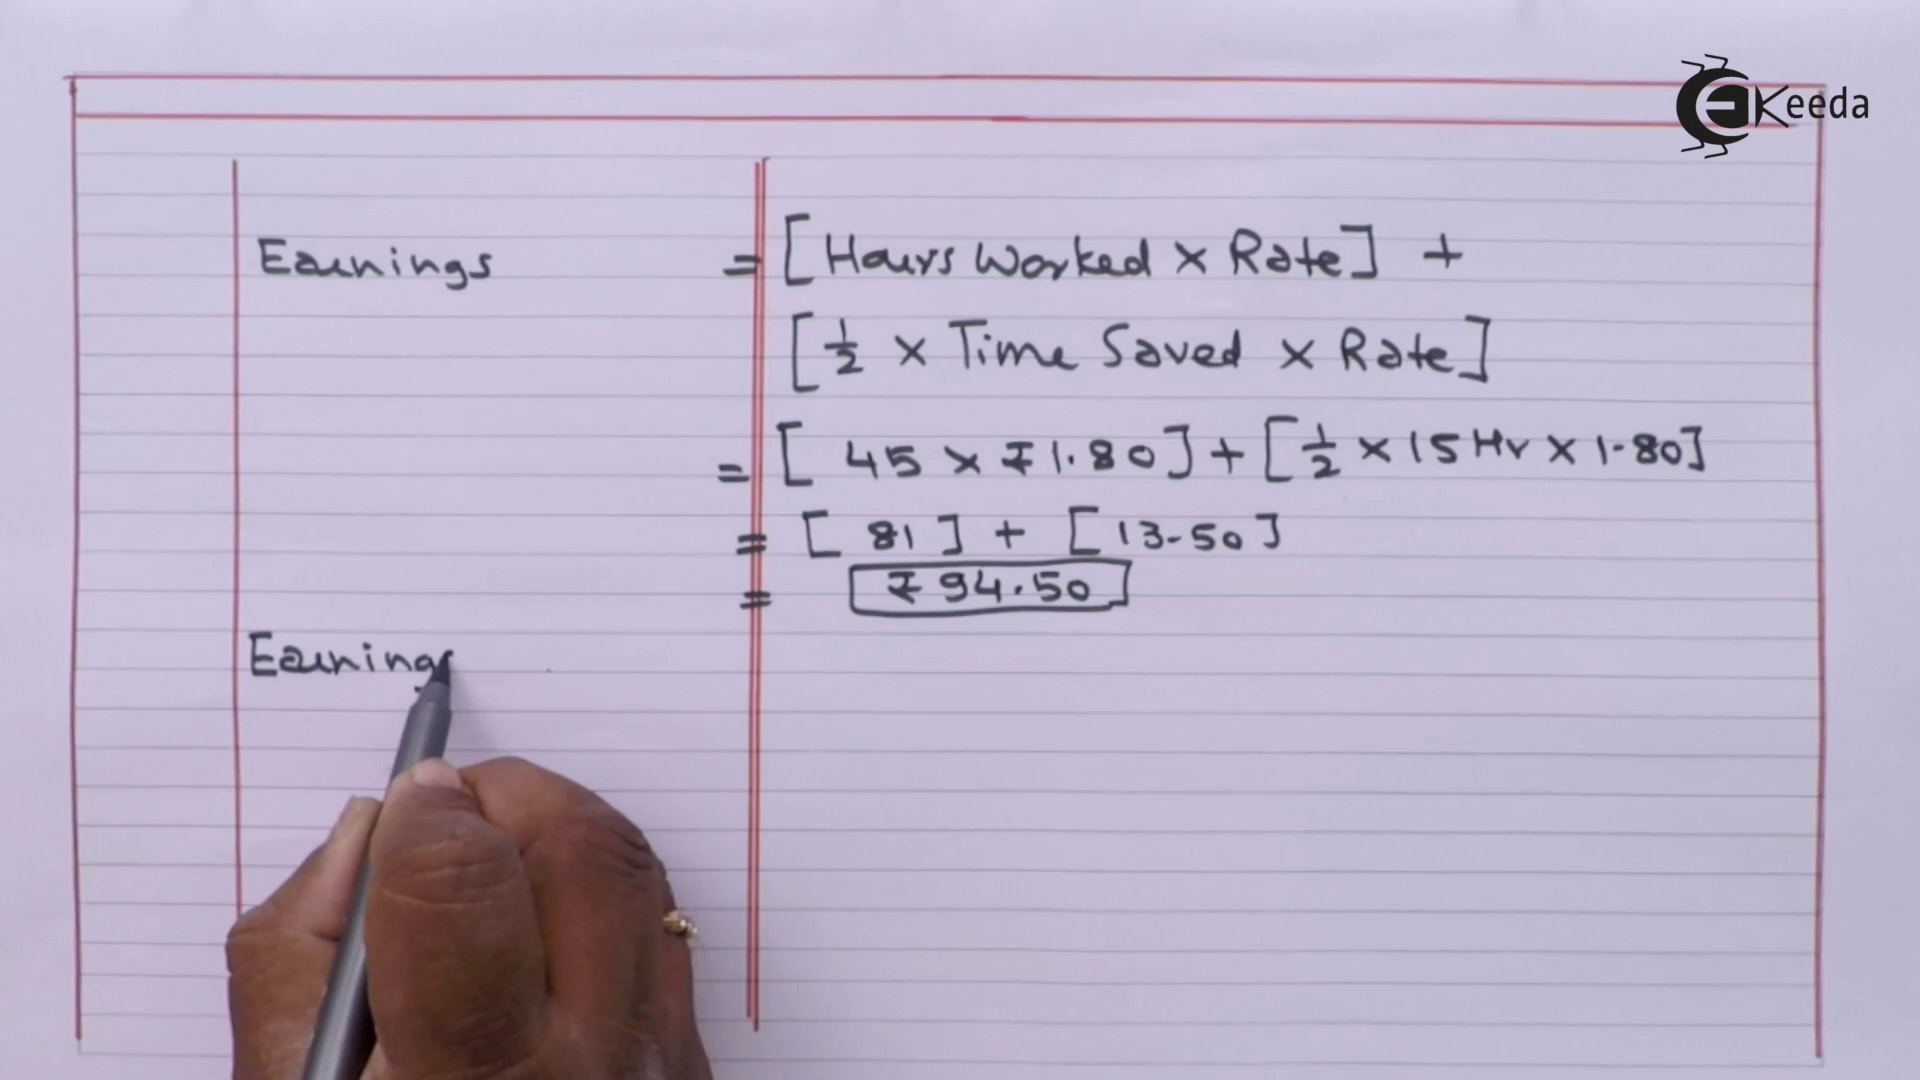 EKeeda
Earnings = [Hours Worked × Rate] +
[1/2 × Time Saved × Rate]
= [ 45 × ₹1.80] + [1/2 × 15 Hr × 1-80]
= [ 81 ] + [ 13-50]
= ₹ 94.50
Earnings